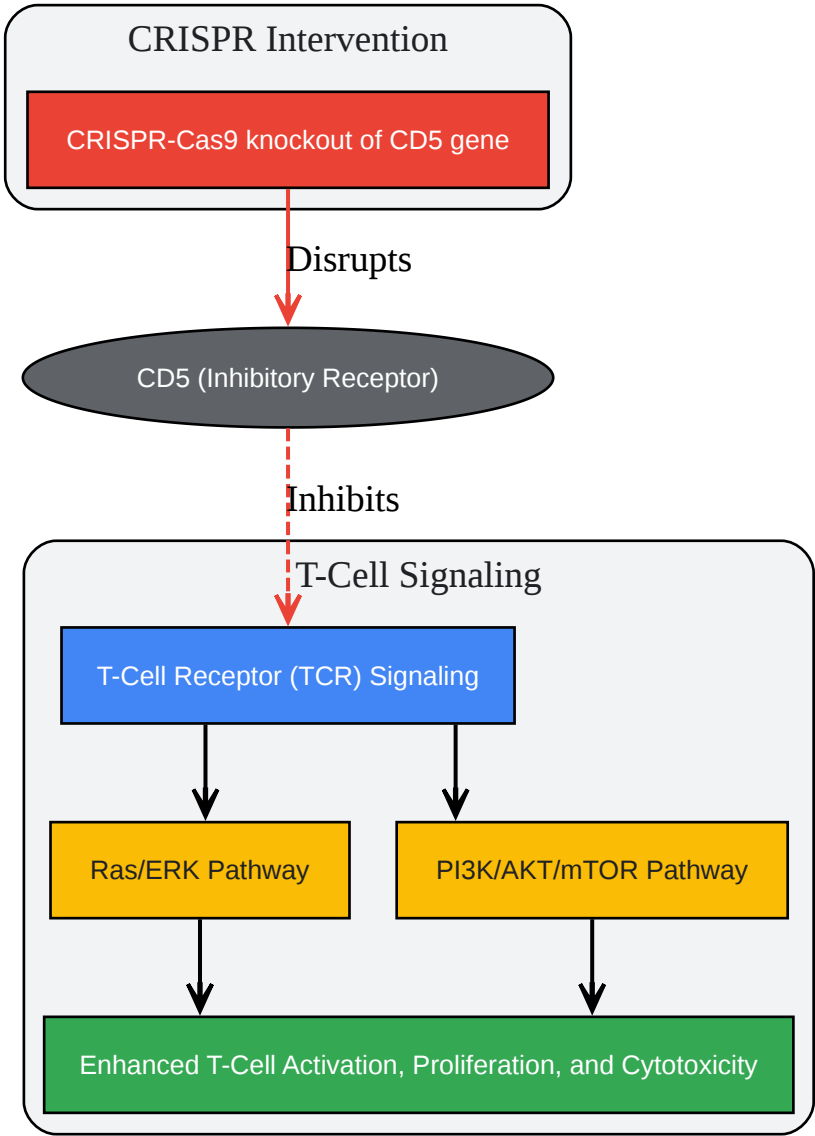 CRISPR Intervention
CRISPR-Cas9 knockout of CD5 gene
Disrupts
CD5 (Inhibitory Receptor)
Inhibits
T-Cell Signaling
T-Cell Receptor (TCR) Signaling
Ras/ERK Pathway
PI3K/AKT/mTOR Pathway
Enhanced T-Cell Activation, Proliferation, and Cytotoxicity